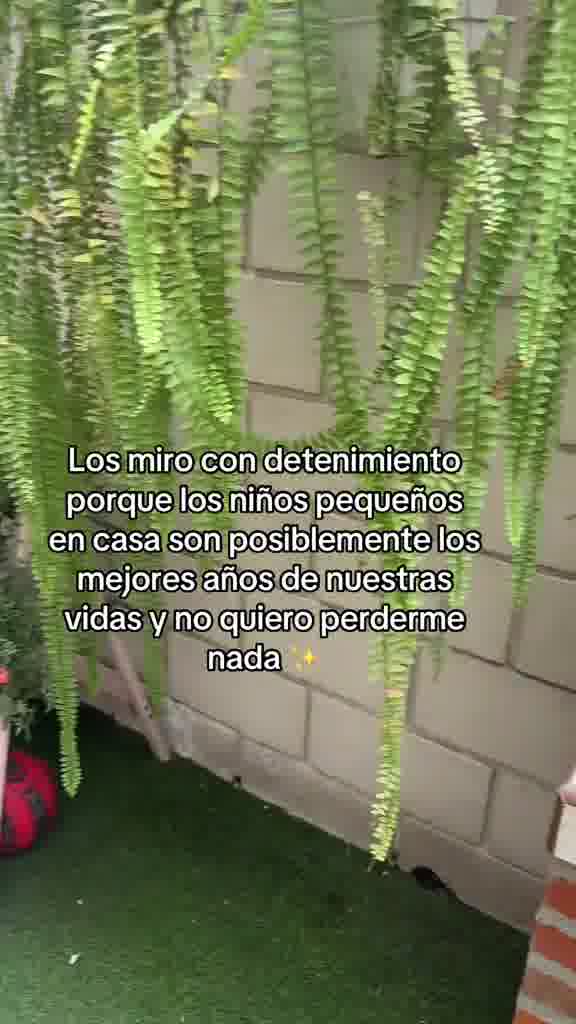 Los miro con detenimiento
porque los niños pequeños
en casa son posiblemente los
mejores años de nuestras
vidas y no quiero perderme
nada ✨